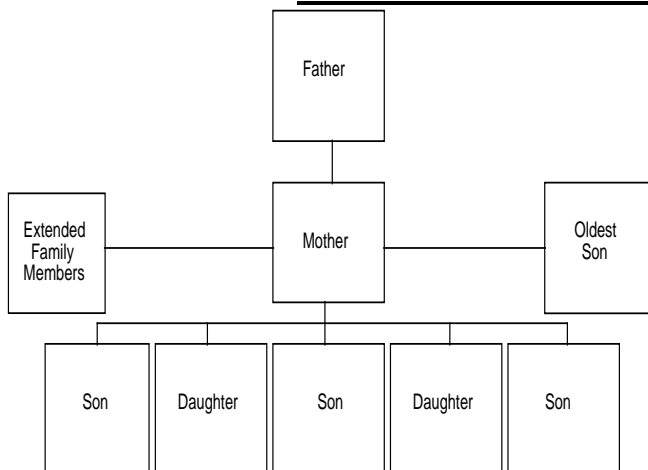 Father
Extended
Family
Members
Mother
Oldest
Son
Son
Daughter
Son
Daughter
Son